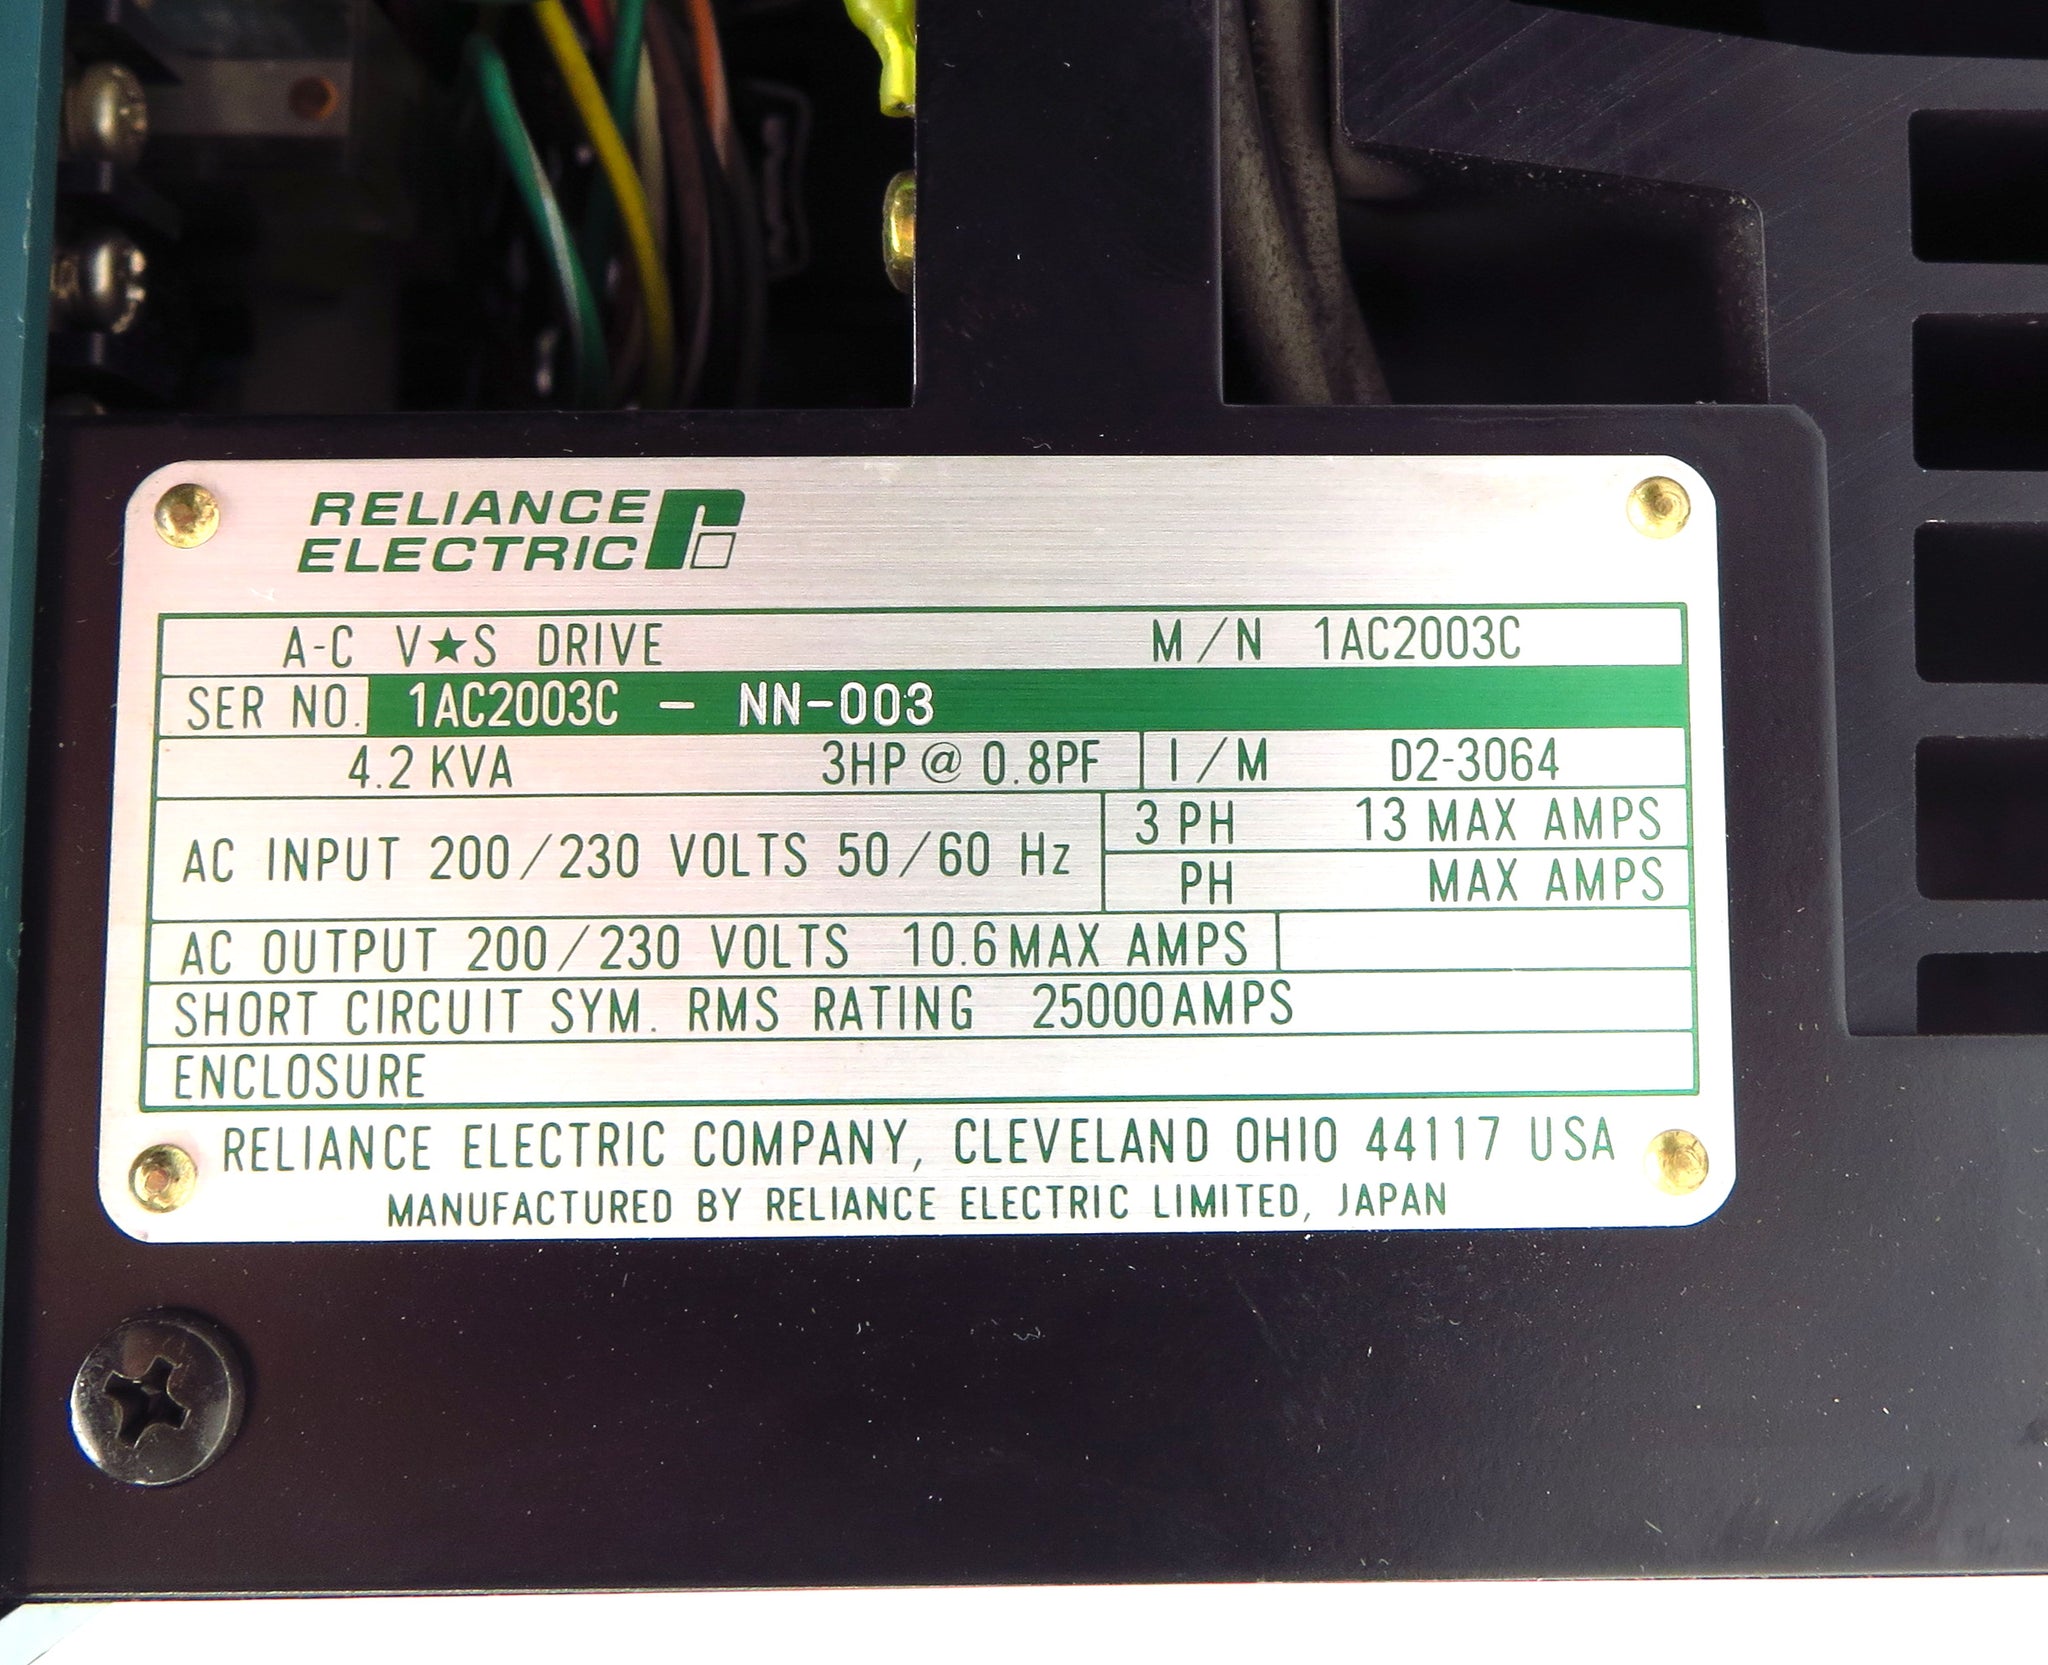 RELIANCE
ELECTRIC
A-C V★S DRIVE M/N 1AC2003C
SER NO. 1AC2003C - NN-003
4.2 KVA 3HP @ 0.8PF I/M D2-3064
AC INPUT 200/230 VOLTS 50/60 Hz
3 PH 13 MAX AMPS
PH MAX AMPS
AC OUTPUT 200/230 VOLTS 10.6 MAX AMPS
SHORT CIRCUIT SYM. RMS RATING 25000AMPS
ENCLOSURE
RELIANCE ELECTRIC COMPANY, CLEVELAND OHIO 44117 USA
MANUFACTURED BY RELIANCE ELECTRIC LIMITED, JAPAN